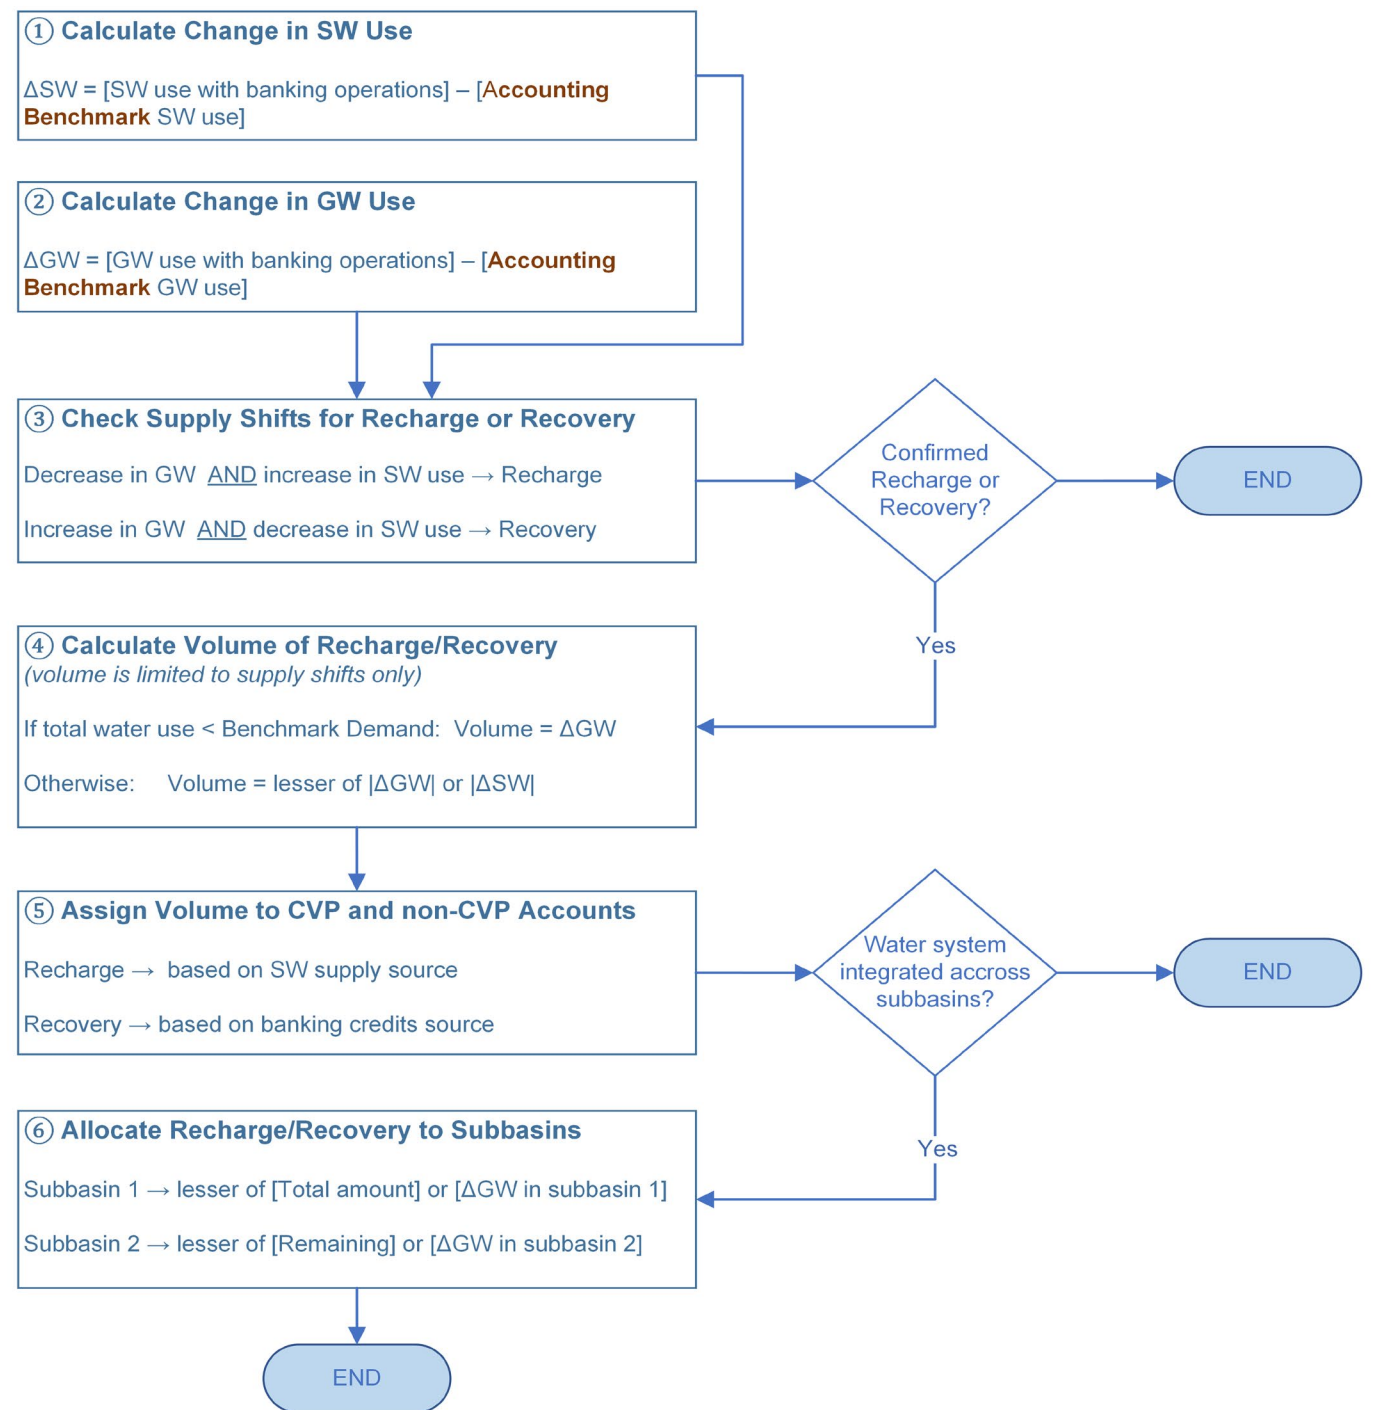 ① Calculate Change in SW Use
ΔSW = [SW use with banking operations] – [Accounting
Benchmark SW use]
② Calculate Change in GW Use
ΔGW = [GW use with banking operations] – [Accounting
Benchmark GW use]
③ Check Supply Shifts for Recharge or Recovery
Decrease in GW AND increase in SW use → Recharge
Increase in GW AND decrease in SW use → Recovery
Confirmed
Recharge or
Recovery?
END
Yes
④ Calculate Volume of Recharge/Recovery
(volume is limited to supply shifts only)
If total water use < Benchmark Demand: Volume = ΔGW
Otherwise: Volume = lesser of |ΔGW| or |ΔSW|
⑤ Assign Volume to CVP and non-CVP Accounts
Recharge → based on SW supply source
Recovery → based on banking credits source
Water system
integrated accross
subbasins?
END
Yes
⑥ Allocate Recharge/Recovery to Subbasins
Subbasin 1 → lesser of [Total amount] or [ΔGW in subbasin 1]
Subbasin 2 → lesser of [Remaining] or [ΔGW in subbasin 2]
END